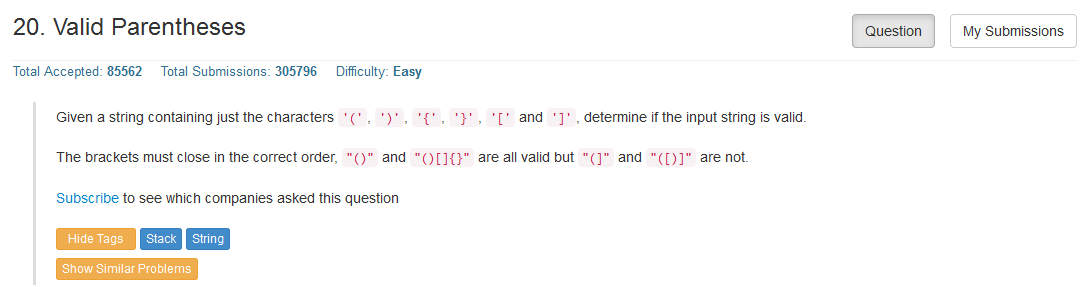 20. Valid Parentheses
Question
My Submissions
Total Accepted: 85562 Total Submissions: 305796 Difficulty: Easy
Given a string containing just the characters '(', ')', '{', '}', '[' and ']', determine if the input string is valid.
The brackets must close in the correct order, "()" and "()[]{}" are all valid but "(]" and "([)]" are not.
Subscribe to see which companies asked this question
Hide Tags Stack String
Show Similar Problems